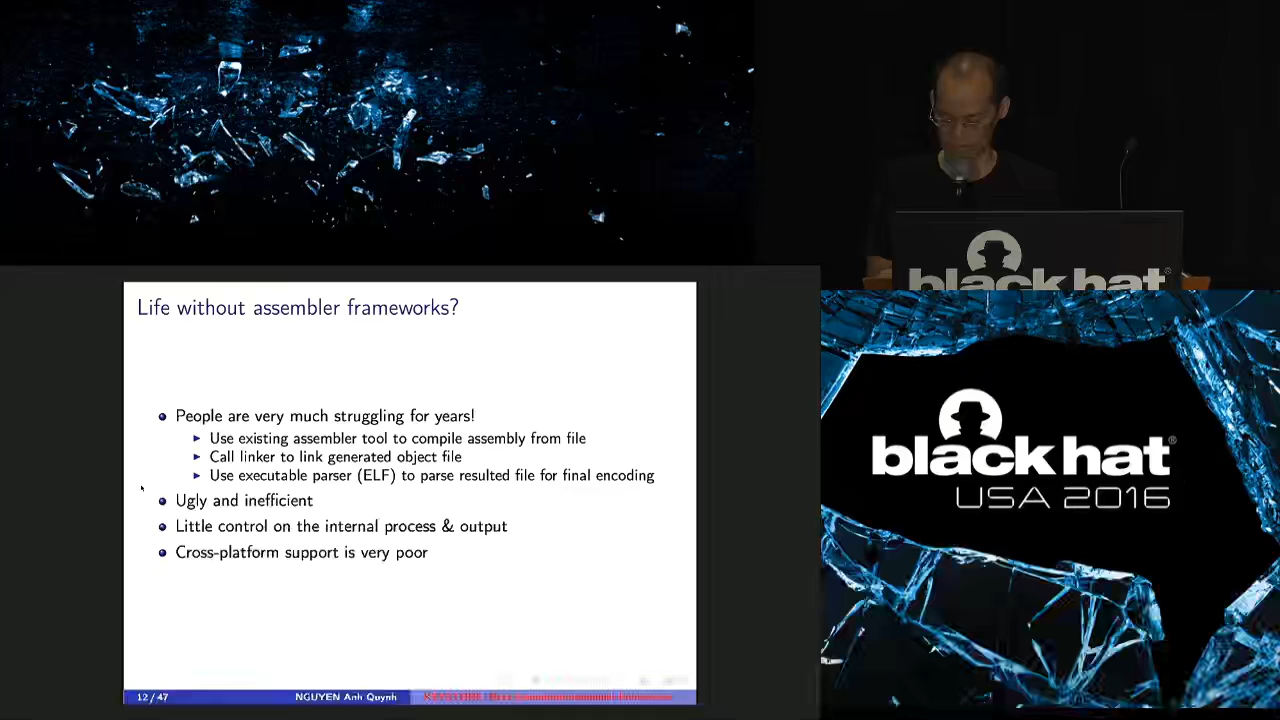 black hat
Life without assembler frameworks?
People are very much struggling for years!
Use existing assembler tool to compile assembly from file
Call linker to link generated object file
Use executable parser (ELF) to parse resulted file for final encoding
Ugly and inefficient
Little control on the internal process & output
Cross-platform support is very poor
12 / 47
NGUYEN Anh Quynh
black hat®
USA 2016